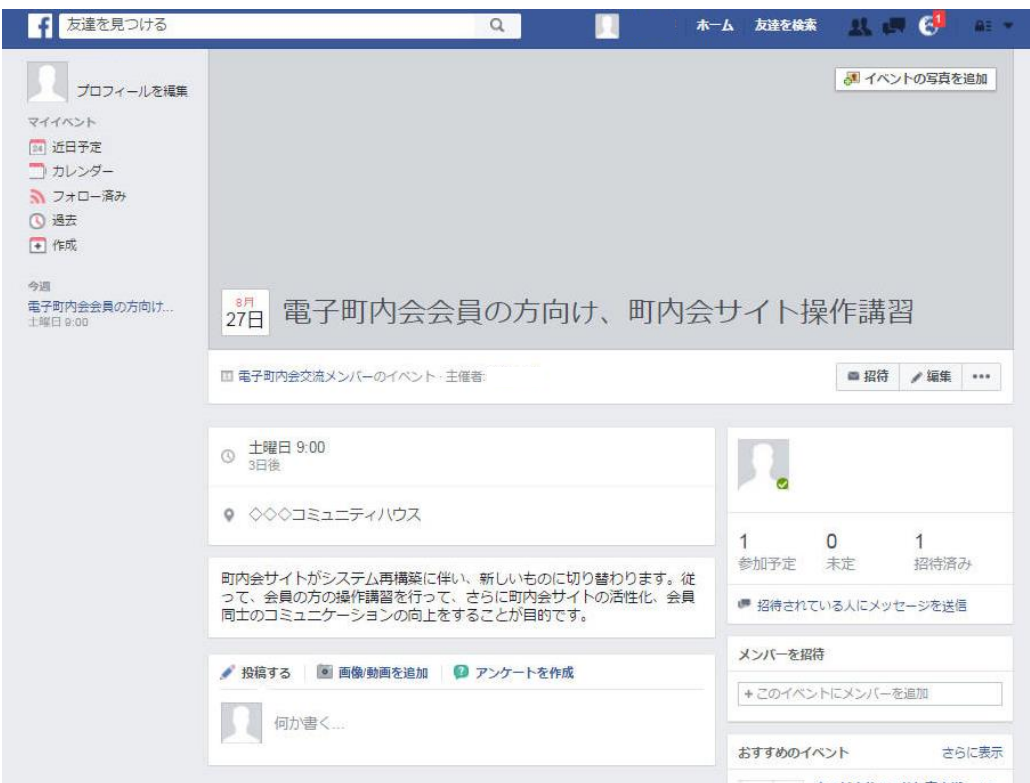 f 友達を見つける
ホーム 友達を検索 1
プロフィールを編集
イベントの写真を追加
マイイベント
24 近日予定
カレンダー
フォロー済み
過去
作成
今週
電子町内会会員の方向け...
土曜日 9:00
8月
27日
電子町内会会員の方向け、町内会サイト操作講習
電子町内会交流メンバーのイベント · 主催者:
招待 編集 •••
土曜日 9:00
3日後
◇◇◇コミュニティハウス
町内会サイトがシステム再構築に伴い、新しいものに切り替わります。従
って、会員の方の操作講習を行って、さらに町内会サイトの活性化、会員
同士のコミュニケーションの向上をすることが目的です。
投稿する 画像/動画を追加 アンケートを作成
何か書く...
1 0 1
参加予定 未定 招待済み
招待されている人にメッセージを送信
メンバーを招待
+ このイベントにメンバーを追加
おすすめのイベント さらに表示